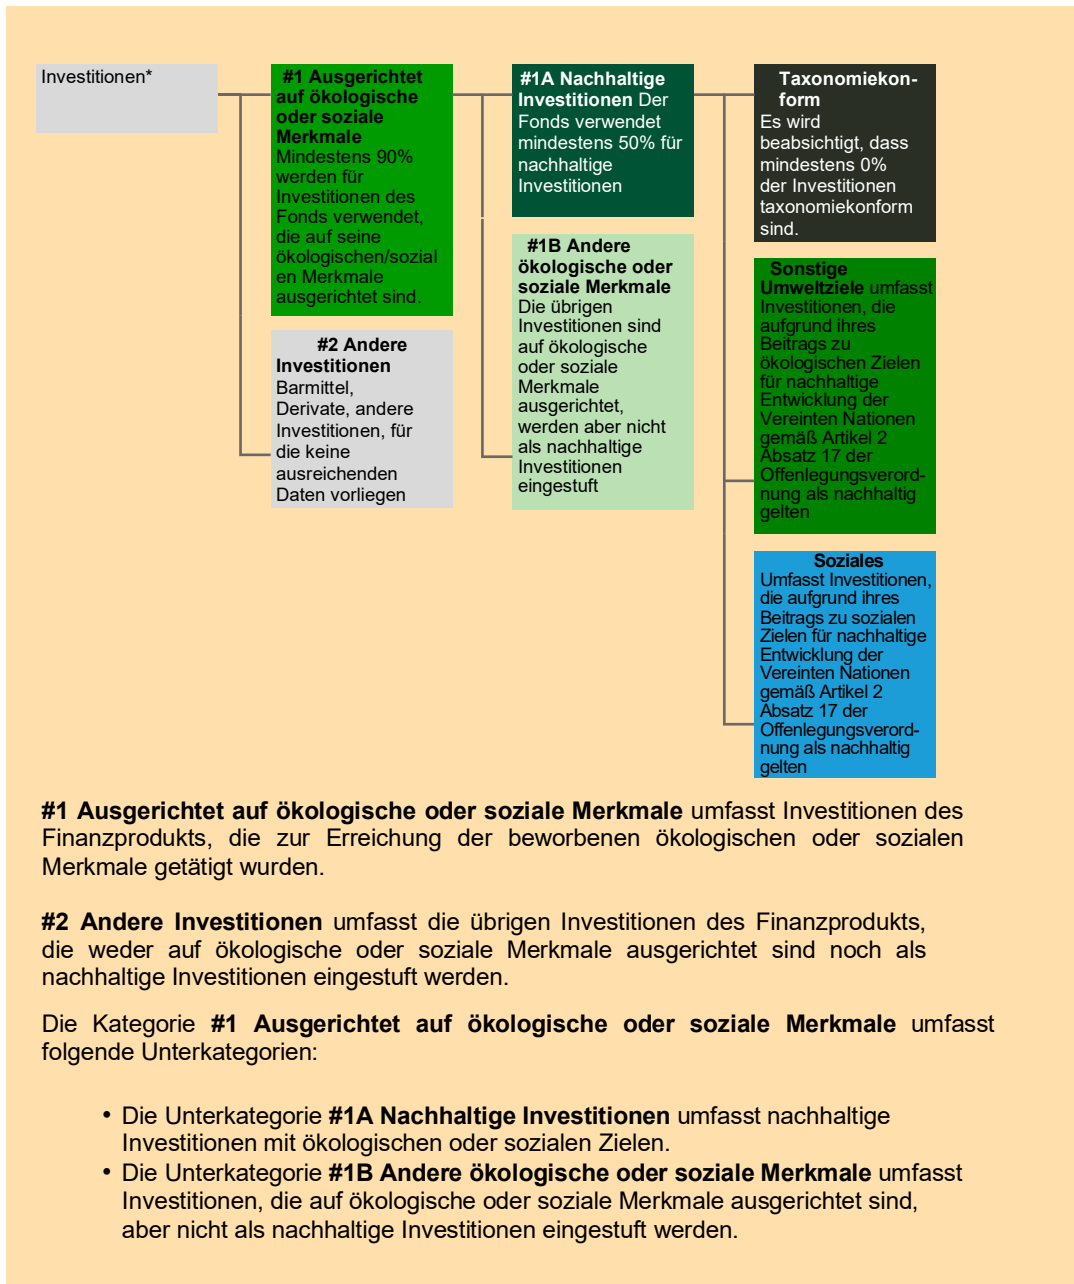 Investitionen*
#1 Ausgerichtet
auf ökologische
oder soziale
Merkmale
Mindestens 90%
werden für
Investitionen des
Fonds verwendet,
die auf seine
ökologischen/sozial
en Merkmale
ausgerichtet sind.
#2 Andere
Investitionen
Barmittel,
Derivate, andere
Investitionen, für
die keine
ausreichenden
Daten vorliegen
#1A Nachhaltige
Investitionen Der
Fonds verwendet
mindestens 50% für
nachhaltige
Investitionen
#1B Andere
ökologische oder
soziale Merkmale
Die übrigen
Investitionen sind
auf ökologische
oder soziale
Merkmale
ausgerichtet,
werden aber nicht
als nachhaltige
Investitionen
eingestuft
Taxonomiekon-
form
Es wird
beabsichtigt, dass
mindestens 0%
der Investitionen
taxonomiekonform
sind.
Sonstige
Umweltziele umfasst
Investitionen, die
aufgrund ihres
Beitrags zu
ökologischen Zielen
für nachhaltige
Entwicklung der
Vereinten Nationen
gemäß Artikel 2
Absatz 17 der
Offenlegungsverord-
nung als nachhaltig
gelten
Soziales
Umfasst Investitionen,
die aufgrund ihres
Beitrags zu sozialen
Zielen für nachhaltige
Entwicklung der
Vereinten Nationen
gemäß Artikel 2
Absatz 17 der
Offenlegungsverord-
nung als nachhaltig
gelten
#1 Ausgerichtet auf ökologische oder soziale Merkmale umfasst Investitionen des
Finanzprodukts, die zur Erreichung der beworbenen ökologischen oder sozialen
Merkmale getätigt wurden.
#2 Andere Investitionen umfasst die übrigen Investitionen des Finanzprodukts,
die weder auf ökologische oder soziale Merkmale ausgerichtet sind noch als
nachhaltige Investitionen eingestuft werden.
Die Kategorie #1 Ausgerichtet auf ökologische oder soziale Merkmale umfasst
folgende Unterkategorien:
• Die Unterkategorie #1A Nachhaltige Investitionen umfasst nachhaltige
Investitionen mit ökologischen oder sozialen Zielen.
• Die Unterkategorie #1B Andere ökologische oder soziale Merkmale umfasst
Investitionen, die auf ökologische oder soziale Merkmale ausgerichtet sind,
aber nicht als nachhaltige Investitionen eingestuft werden.